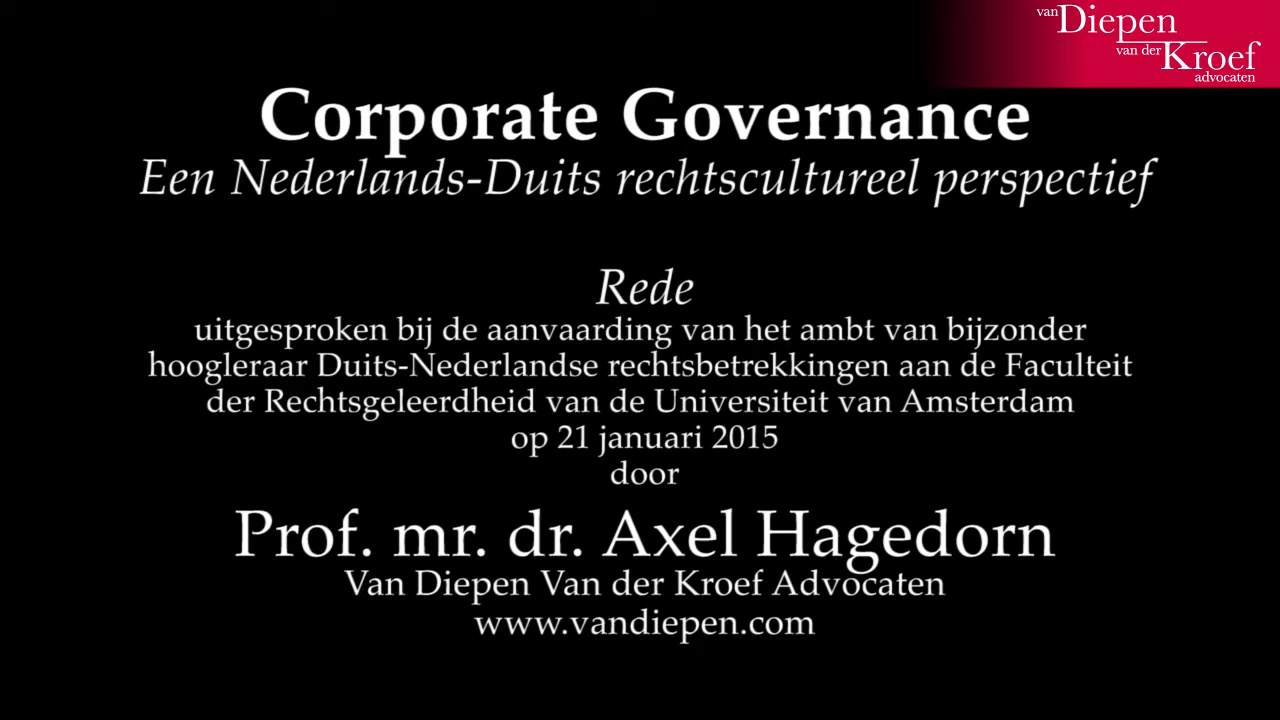 van Diepen
van der Kroef
advocaten
Corporate Governance
Een Nederlands-Duits rechtscultureel perspectief
Rede
uitgesproken bij de aanvaarding van het ambt van bijzonder
hoogleraar Duits-Nederlandse rechtsbetrekkingen aan de Faculteit
der Rechtsgeleerdheid van de Universiteit van Amsterdam
op 21 januari 2015
door
Prof. mr. dr. Axel Hagedorn
Van Diepen Van der Kroef Advocaten
www.vandiepen.com